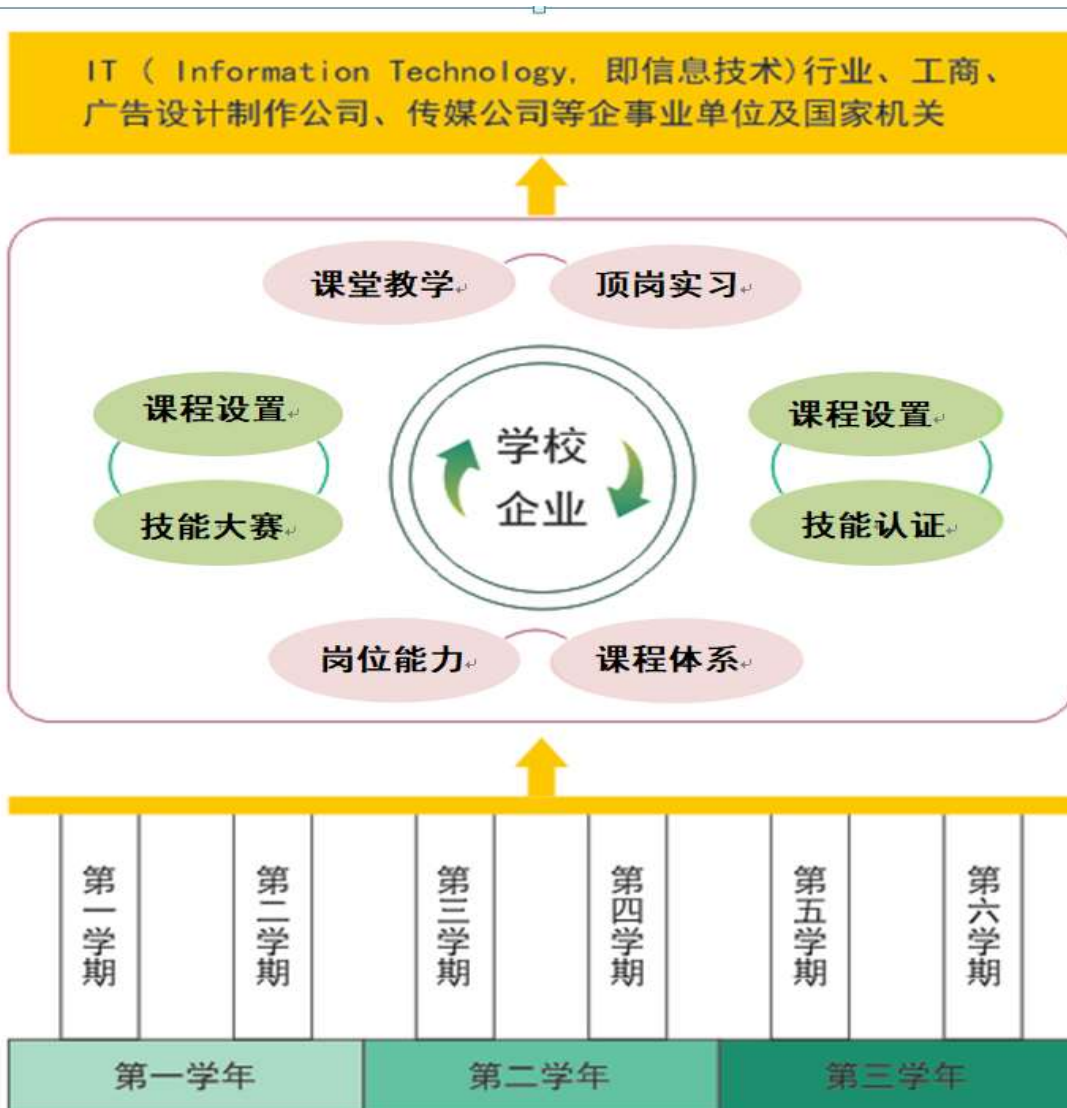 IT ( Information Technology, 即信息技术)行业、工商、
广告设计制作公司、传媒公司等企事业单位及国家机关
课堂教学
顶岗实习
课程设置
课程设置
学校
企业
技能大赛
技能认证
岗位能力
课程体系
第一学期
第二学期
第三学期
第四学期
第五学期
第六学期
第一学年
第二学年
第三学年